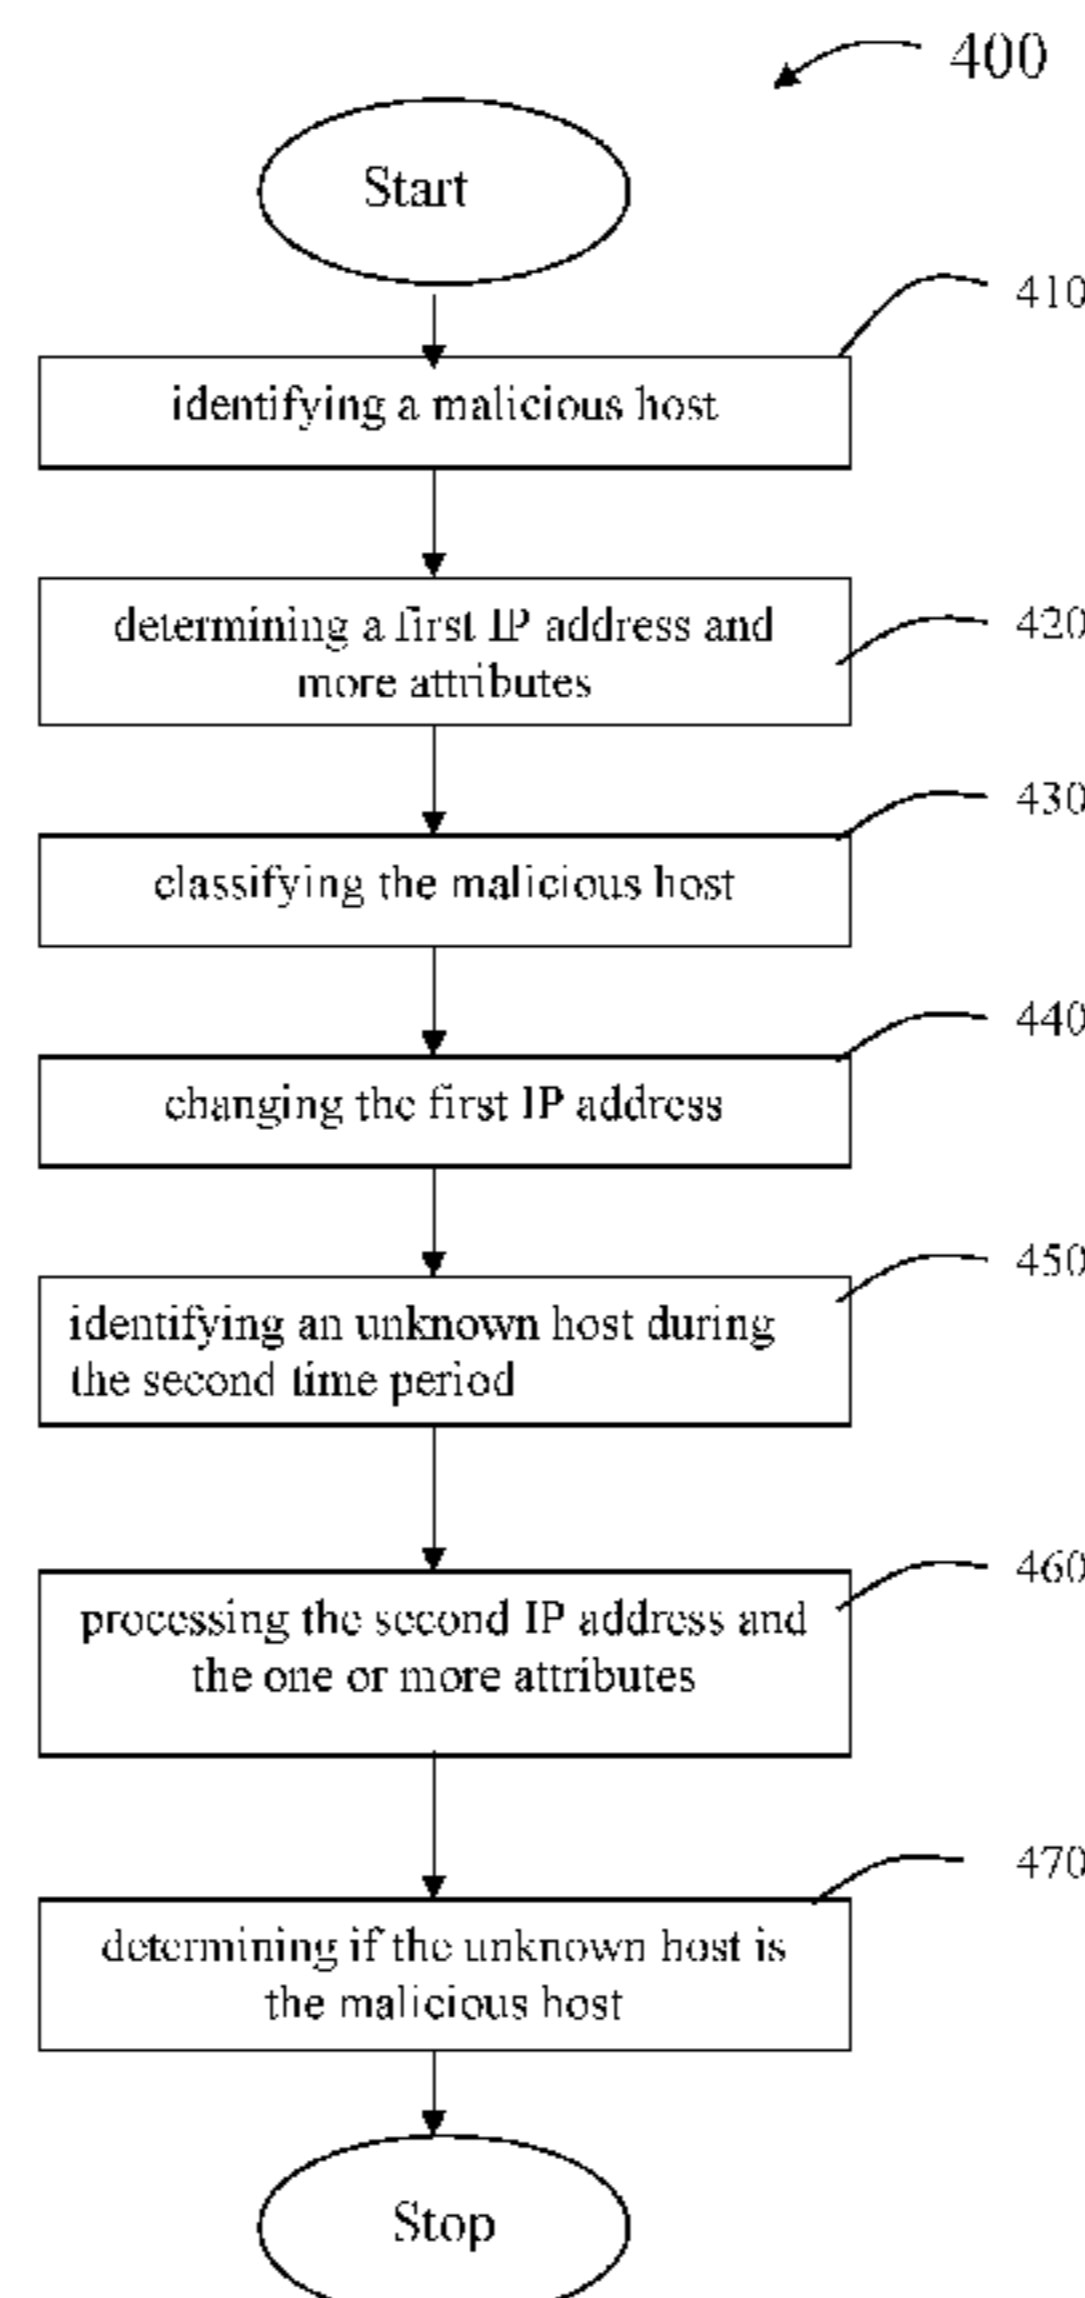 400
Start
410
identifying a malicious host
420
determining a first IP address and
more attributes
430
classifying the malicious host
440
changing the first IP address
450
identifying an unknown host during
the second time period
460
processing the second IP address and
the one or more attributes
470
determining if the unknown host is
the malicious host
Stop